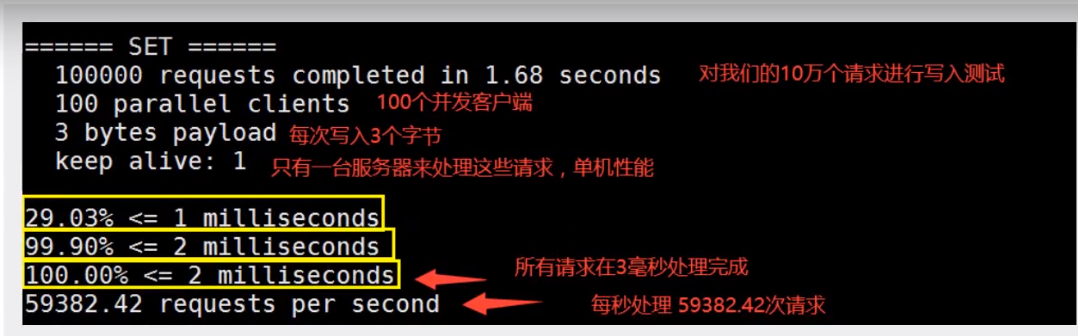 ====== SET ======
100000 requests completed in 1.68 seconds 对我们的10万个请求进行写入测试
100 parallel clients 100个并发客户端
3 bytes payload 每次写入3个字节
keep alive: 1 只有一台服务器来处理这些请求，单机性能
29.03% <= 1 milliseconds
99.90% <= 2 milliseconds
100.00% <= 2 milliseconds 所有请求在3毫秒处理完成
59382.42 requests per second 每秒处理 59382.42次请求